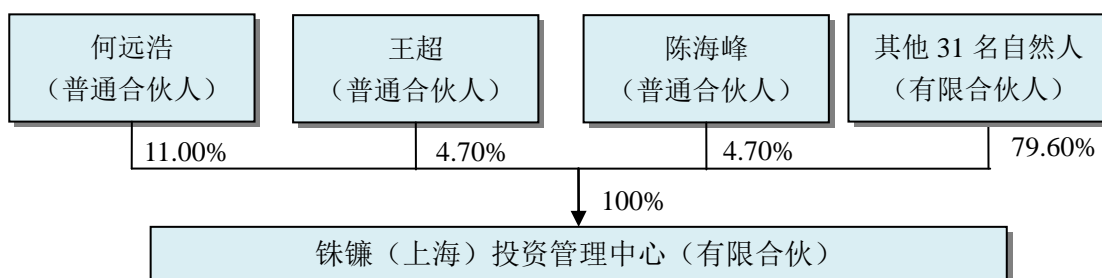 何远浩
（普通合伙人）
王超
（普通合伙人）
陈海峰
（普通合伙人）
其他 31 名自然人
（有限合伙人）
11.00%
4.70%
4.70%
79.60%
100%
铢镰（上海）投资管理中心（有限合伙）